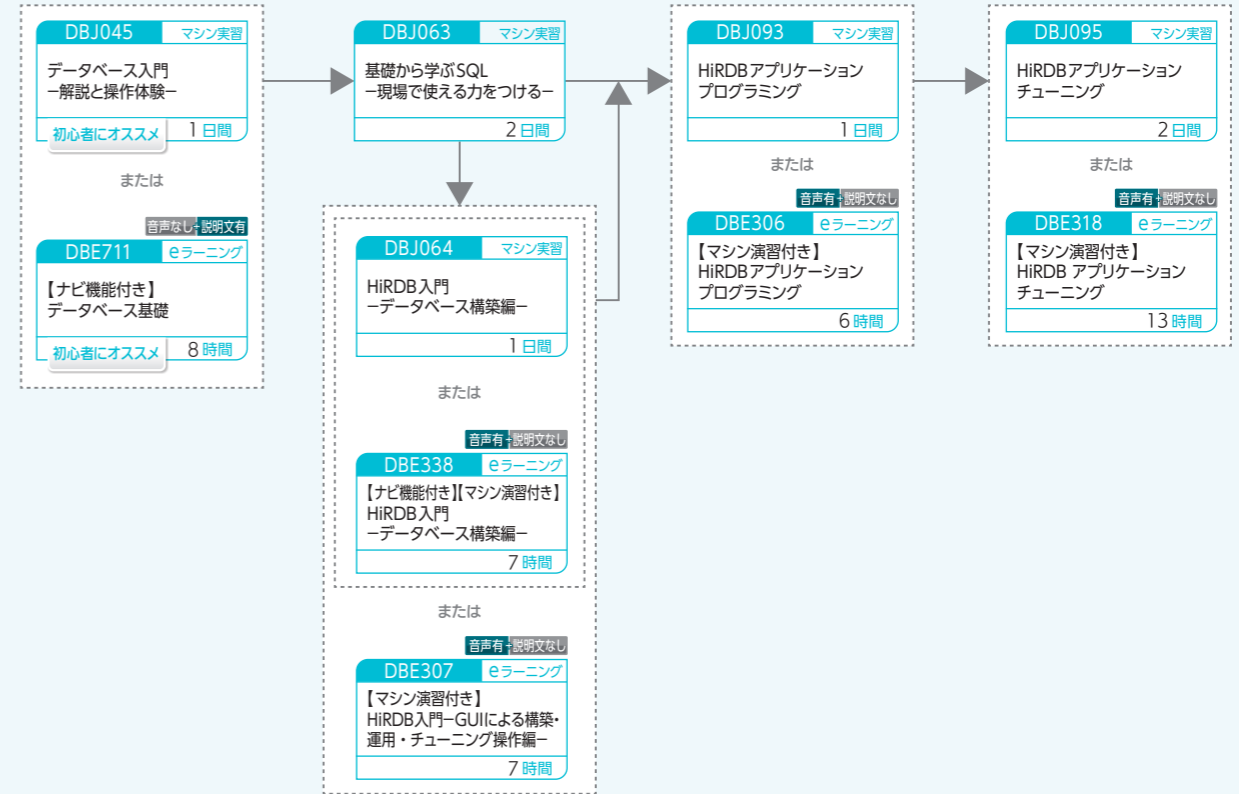 DBJ045 マシン実習
データベース入門
－解説と操作体験－
初心者にオススメ 1日間
または
音声なし 説明文有
DBE711 eラーニング
【ナビ機能付き】
データベース基礎
初心者にオススメ 8時間
DBJ063 マシン実習
基礎から学ぶSQL
－現場で使える力をつける－
2日間
DBJ064 マシン実習
HiRDB入門
－データベース構築編－
1日間
または
音声有 説明文なし
DBE338 eラーニング
【ナビ機能付き】【マシン演習付き】
HiRDB入門
－データベース構築編－
7時間
または
音声有 説明文なし
DBE307 eラーニング
【マシン演習付き】
HiRDB入門－GUIによる構築・
運用・チューニング操作編－
7時間
DBJ093 マシン実習
HiRDBアプリケーション
プログラミング
1日間
または
音声有 説明文なし
DBE306 eラーニング
【マシン演習付き】
HiRDBアプリケーション
プログラミング
6時間
DBJ095 マシン実習
HiRDBアプリケーション
チューニング
2日間
または
音声有 説明文なし
DBE318 eラーニング
【マシン演習付き】
HiRDB アプリケーション
チューニング
13時間